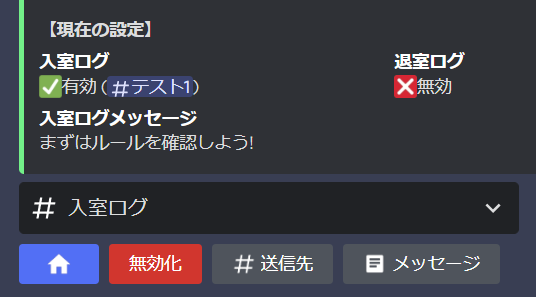 【現在の設定】
入室ログ 退室ログ
✅有効 (#テスト1) ❌無効
入室ログメッセージ
まずはルールを確認しよう!
# 入室ログ
無効化 # 送信先 メッセージ